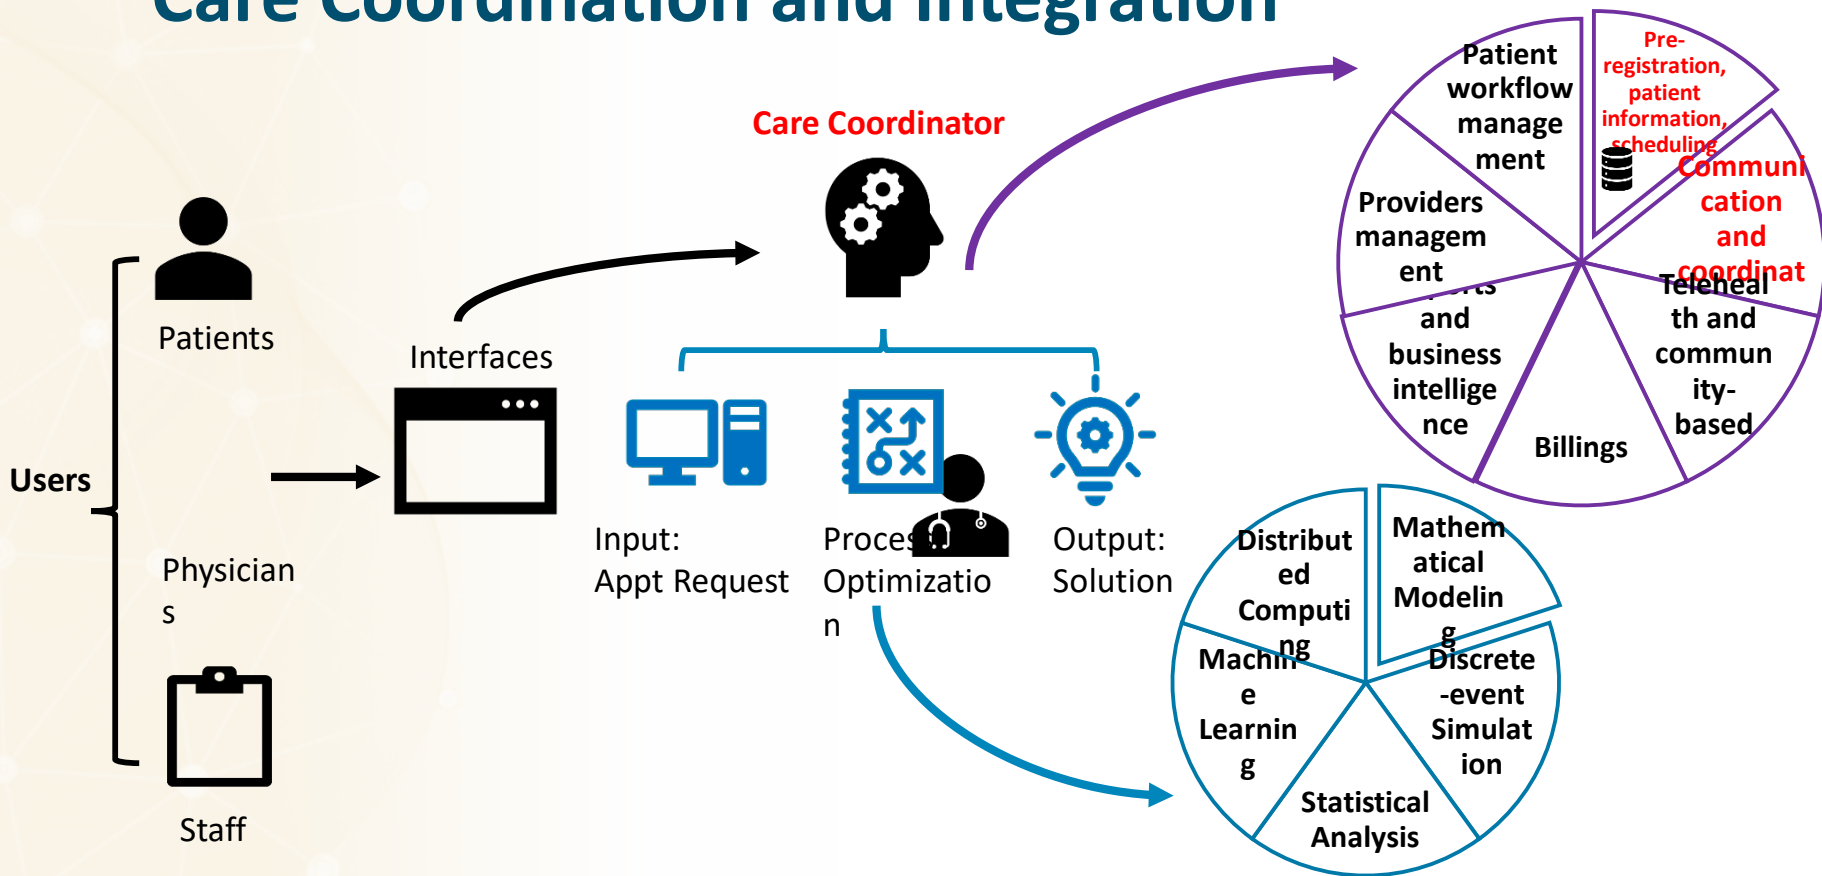 Care Coordination and Integration
Users
Patients
Physician
s
Staff
Interfaces
Care Coordinator
Input:
Appt Request
Process
Optimizatio
n
Output:
Solution
Patient
workflow
manage
ment
Pre-
registration,
patient
information,
scheduling
Communi
cation
and
coordinat
Teleheal
th and
commun
ity-
based
Billings
and
business
intellige
nce
Providers
managem
ent
Distribut
ed
Computi
ng
Mathem
atical
Modelin
g
Discrete
-event
Simulat
ion
Statistical
Analysis
Machin
e
Learnin
g